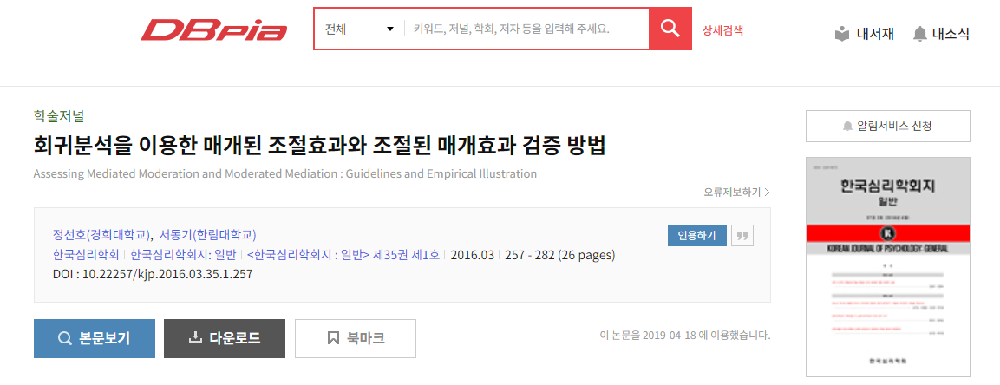 DBpia
전체
키워드, 저널, 학회, 저자 등을 입력해 주세요.
상세검색
내서재
내소식
학술저널
회귀분석을 이용한 매개된 조절효과와 조절된 매개효과 검증 방법
Assessing Mediated Moderation and Moderated Mediation : Guidelines and Empirical Illustration
오류제보하기 >
정선호(경희대학교), 서동기(한림대학교)
인용하기
한국심리학회 | 한국심리학회지: 일반 | <한국심리학회지 : 일반> 제35권 제1호 | 2016.03 | 257 - 282 (26 pages)
DOI : 10.22257/kjp.2016.03.35.1.257
본문보기
다운로드
북마크
이 논문을 2019-04-18 에 이용했습니다.
알림서비스 신청
한국심리학회지
일반
KOREAN JOURNAL OF PSYCHOLOGY: GENERAL
한국심리학회